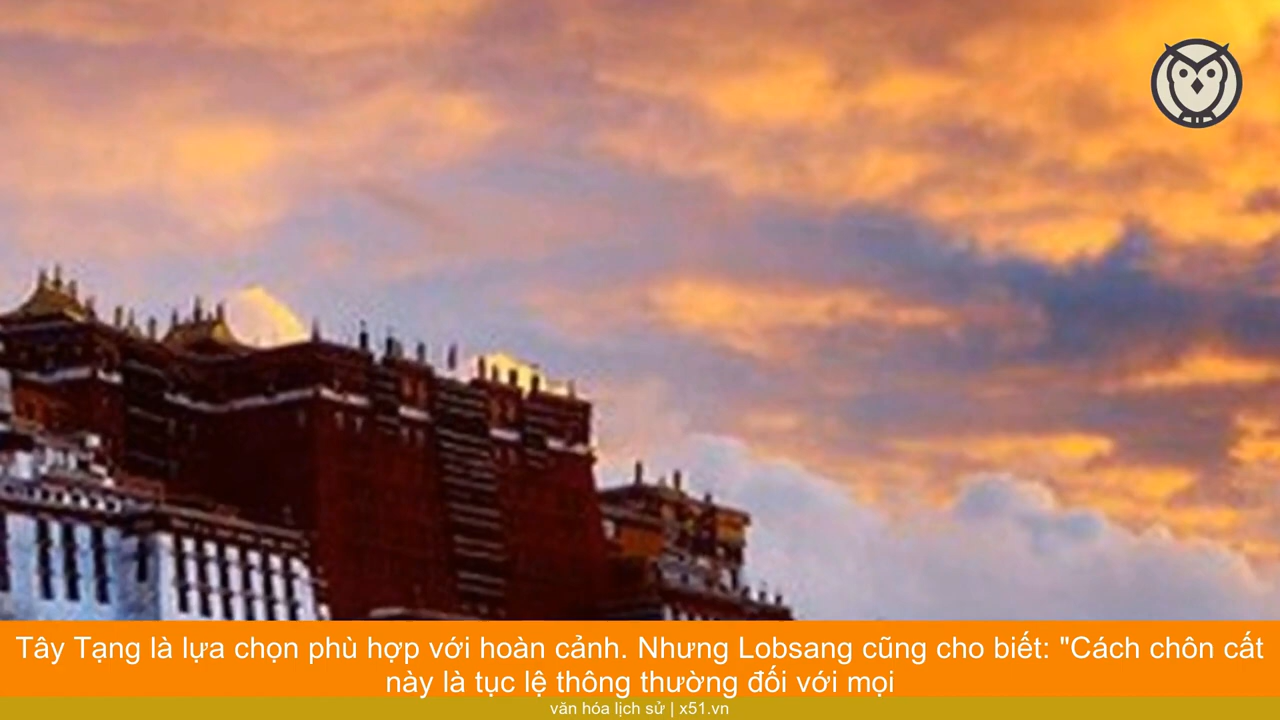 Tây Tạng là lựa chọn phù hợp với hoàn cảnh. Nhưng Lobsang cũng cho biết: "Cách chôn cất
này là tục lệ thông thường đối với mọi
văn hóa lịch sử | x51.vn